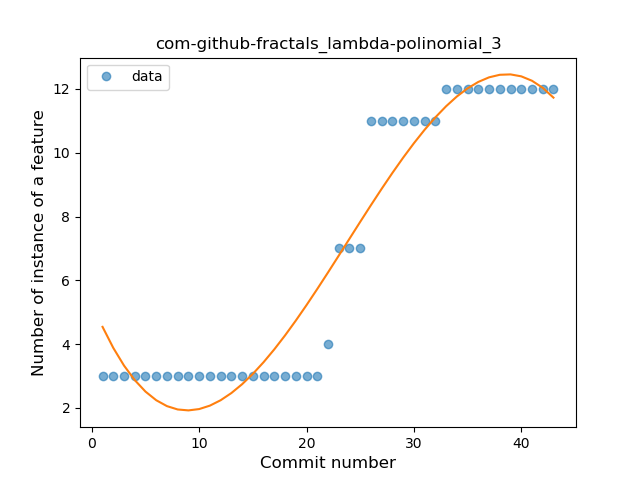 com-github-fractals_lambda-polinomial_3
data
Number of instance of a feature
12
10
8
6
4
2
0
10
20
30
40
Commit number